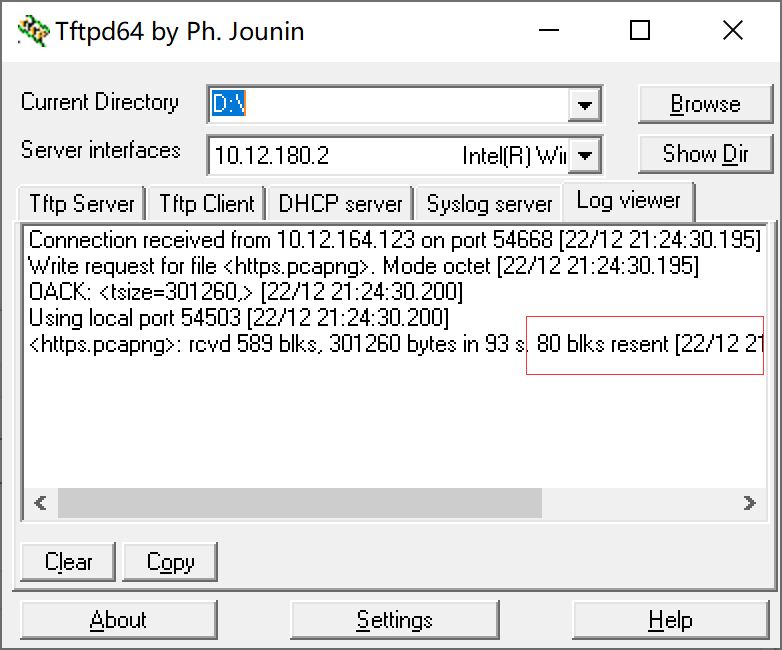 Tftpd64 by Ph. Jounin
Current Directory D:\ Browse
Server interfaces 10.12.180.2 Intel(R) Wi Show Dir
Tftp Server Tftp Client DHCP server Syslog server Log viewer
Connection received from 10.12.164.123 on port 54668 [22/12 21:24:30.195]
Write request for file <https.pcapng>. Mode octet [22/12 21:24:30.195]
OACK: <tsize=301260,> [22/12 21:24:30.200]
Using local port 54503 [22/12 21:24:30.200]
<https.pcapng>: rcvd 589 blks, 301260 bytes in 93 s. 80 blks resent [22/12 21
Clear Copy
About Settings Help